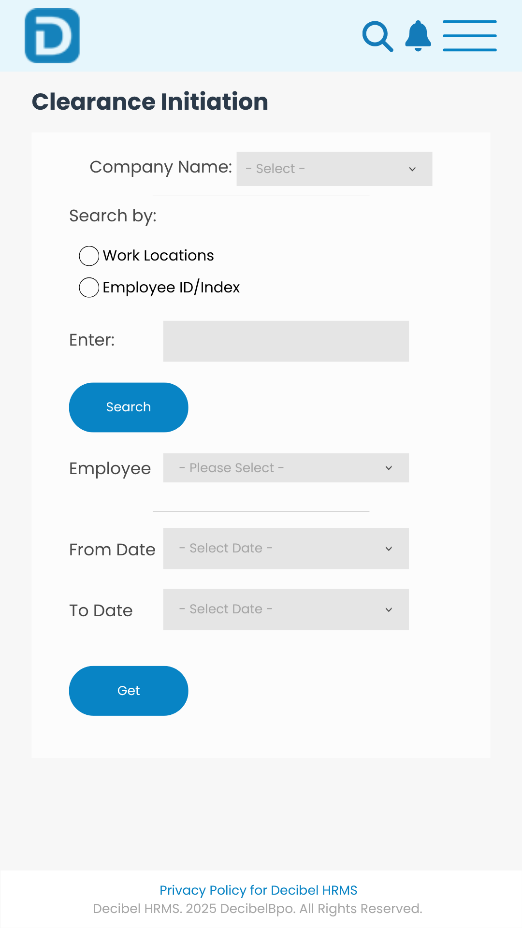 D
Clearance Initiation
Company Name: - Select -
Search by:
Work Locations
Employee ID/Index
Enter:
Search
Employee - Please Select -
From Date - Select Date -
To Date - Select Date -
Get
Privacy Policy for Decibel HRMS
Decibel HRMS. 2025 DecibelBpo. All Rights Reserved.